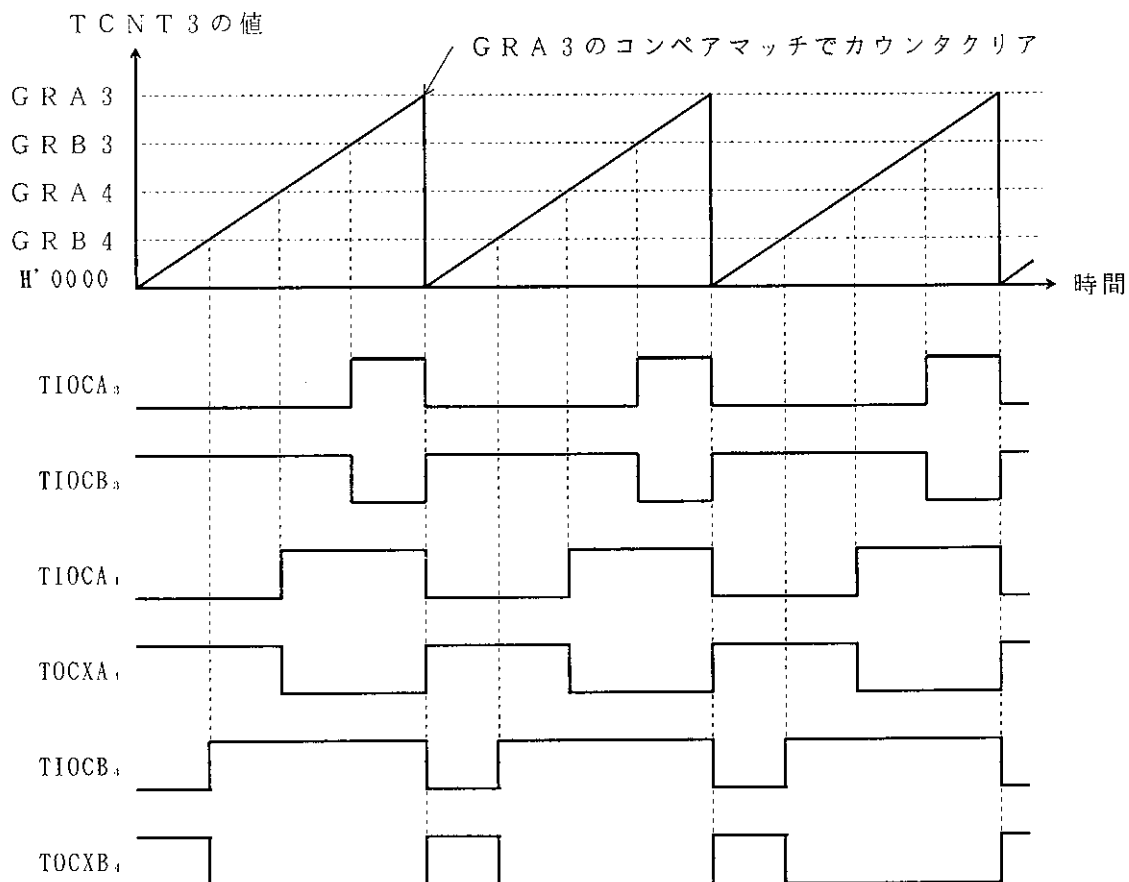 TCNT3の値
GRA3のコンペアマッチでカウンタクリア
GRA3
GRB3
GRA4
GRB4
H'0000
時間
TIOCA₃
TIOCB₃
TIOCA₄
TOCXA₄
TIOCB₄
TOCXB₄